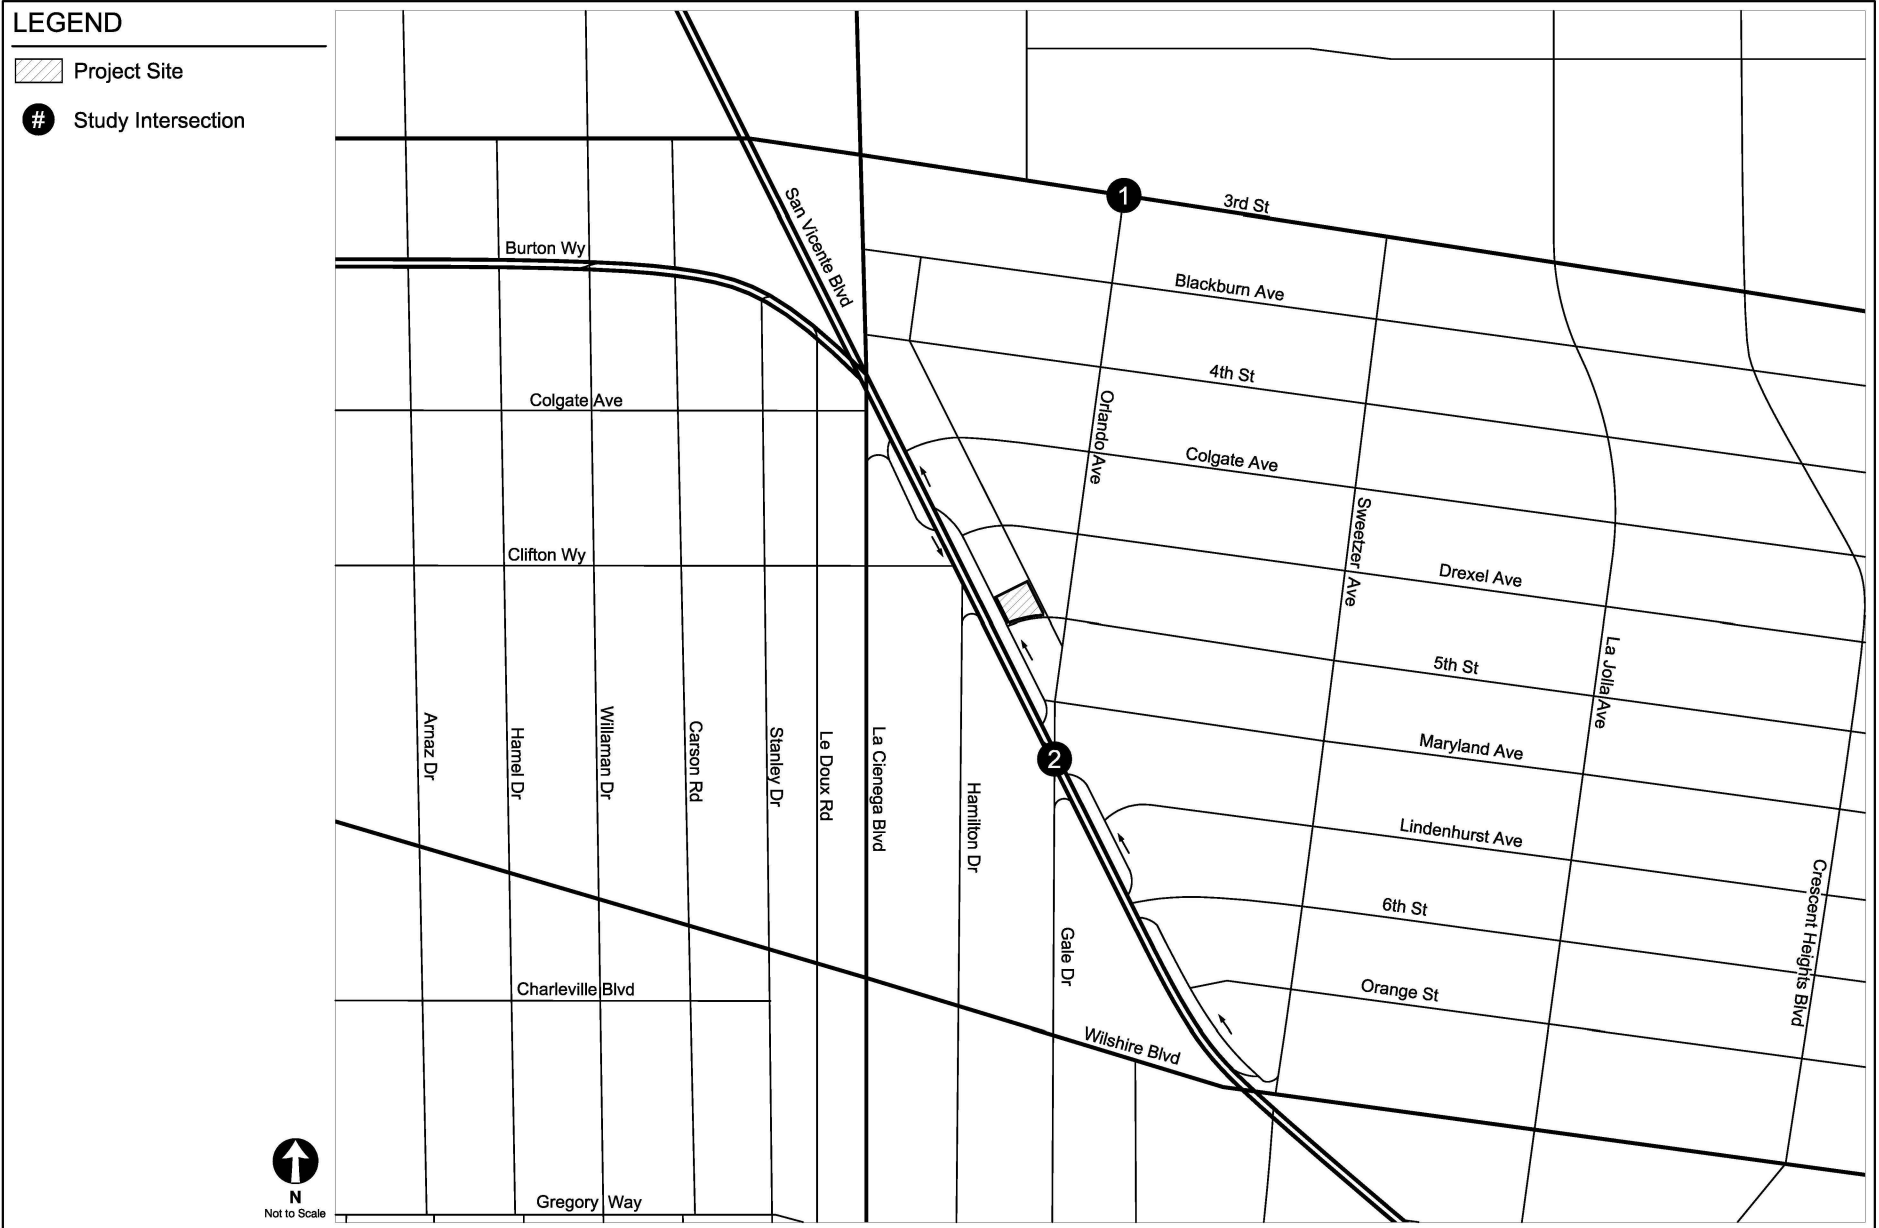 LEGEND
Project Site
# Study Intersection
San Vicente Blvd
1
3rd St
Burton Wy
Blackburn Ave
4th St
Colgate Ave
Orlando Ave
Colgate Ave
Sweetzer Ave
Clifton Wy
Drexel Ave
La Jolla Ave
5th St
Arnaz Dr
Hamel Dr
Willaman Dr
Carson Rd
Stanley Dr
Le Doux Rd
La Cienega Blvd
Hamilton Dr
2
Maryland Ave
Lindenhurst Ave
Crescent Heights Blvd
6th St
Gale Dr
Charleville Blvd
Orange St
Wilshire Blvd
N
Not to Scale
Gregory Way